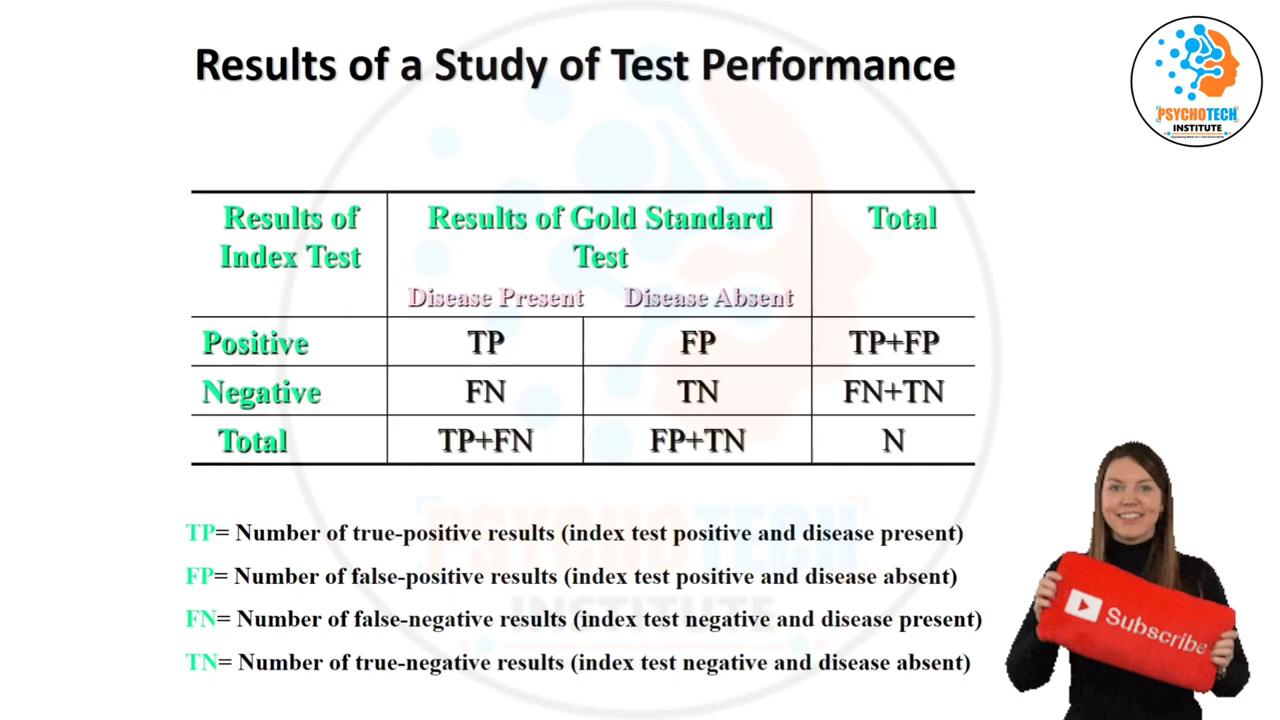 Results of a Study of Test Performance
PSYCHOTECH
INSTITUTE
Results of
Index Test
Results of Gold Standard
Test
Total
Disease Present
Disease Absent
Positive
TP
FP
TP+FP
Negative
FN
TN
FN+TN
Total
TP+FN
FP+TN
N
PSYCHOTECH
INSTITUTE
TP= Number of true-positive results (index test positive and disease present)
FP= Number of false-positive results (index test positive and disease absent)
FN= Number of false-negative results (index test negative and disease present)
TN= Number of true-negative results (index test negative and disease absent)
Subscribe